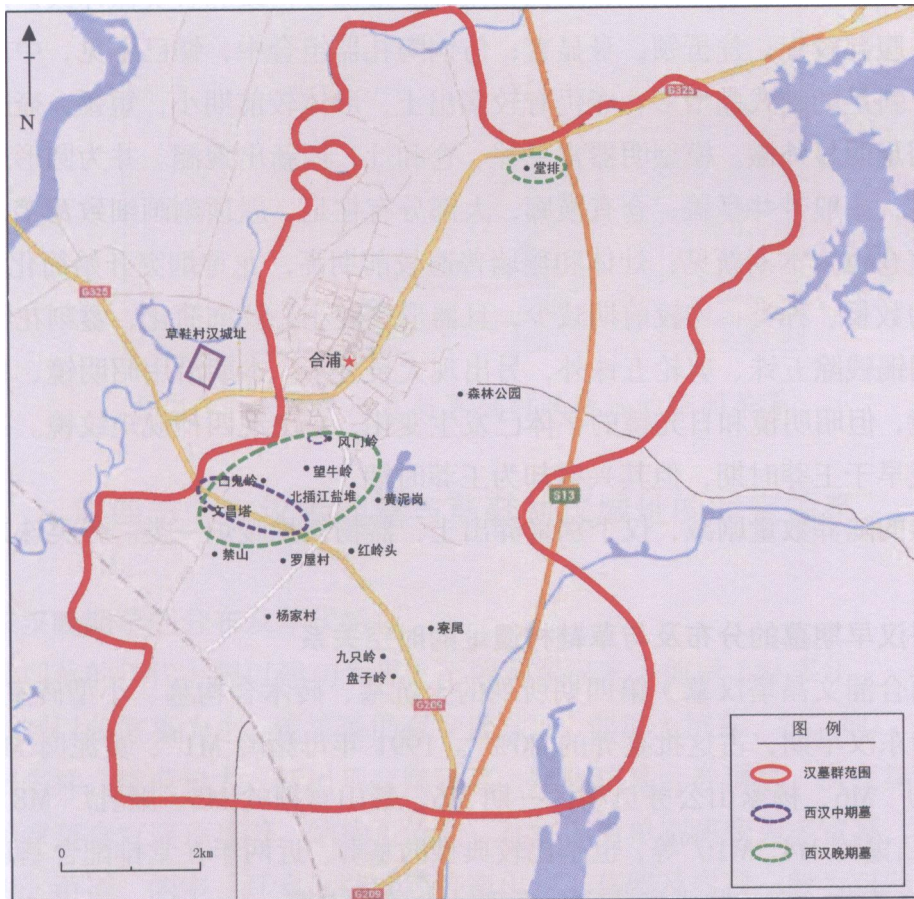 N
G325
堂排
G325
草鞋村汉城址
合浦
森林公园
风门岭
望牛岭
北插江盐堆
黄泥岗
S13
文昌塔
禁山
罗屋村
红岭头
杨家村
寮尾
九只岭
盘子岭
G209
图 例
汉墓群范围
西汉中期墓
西汉晚期墓
0 2km
G209